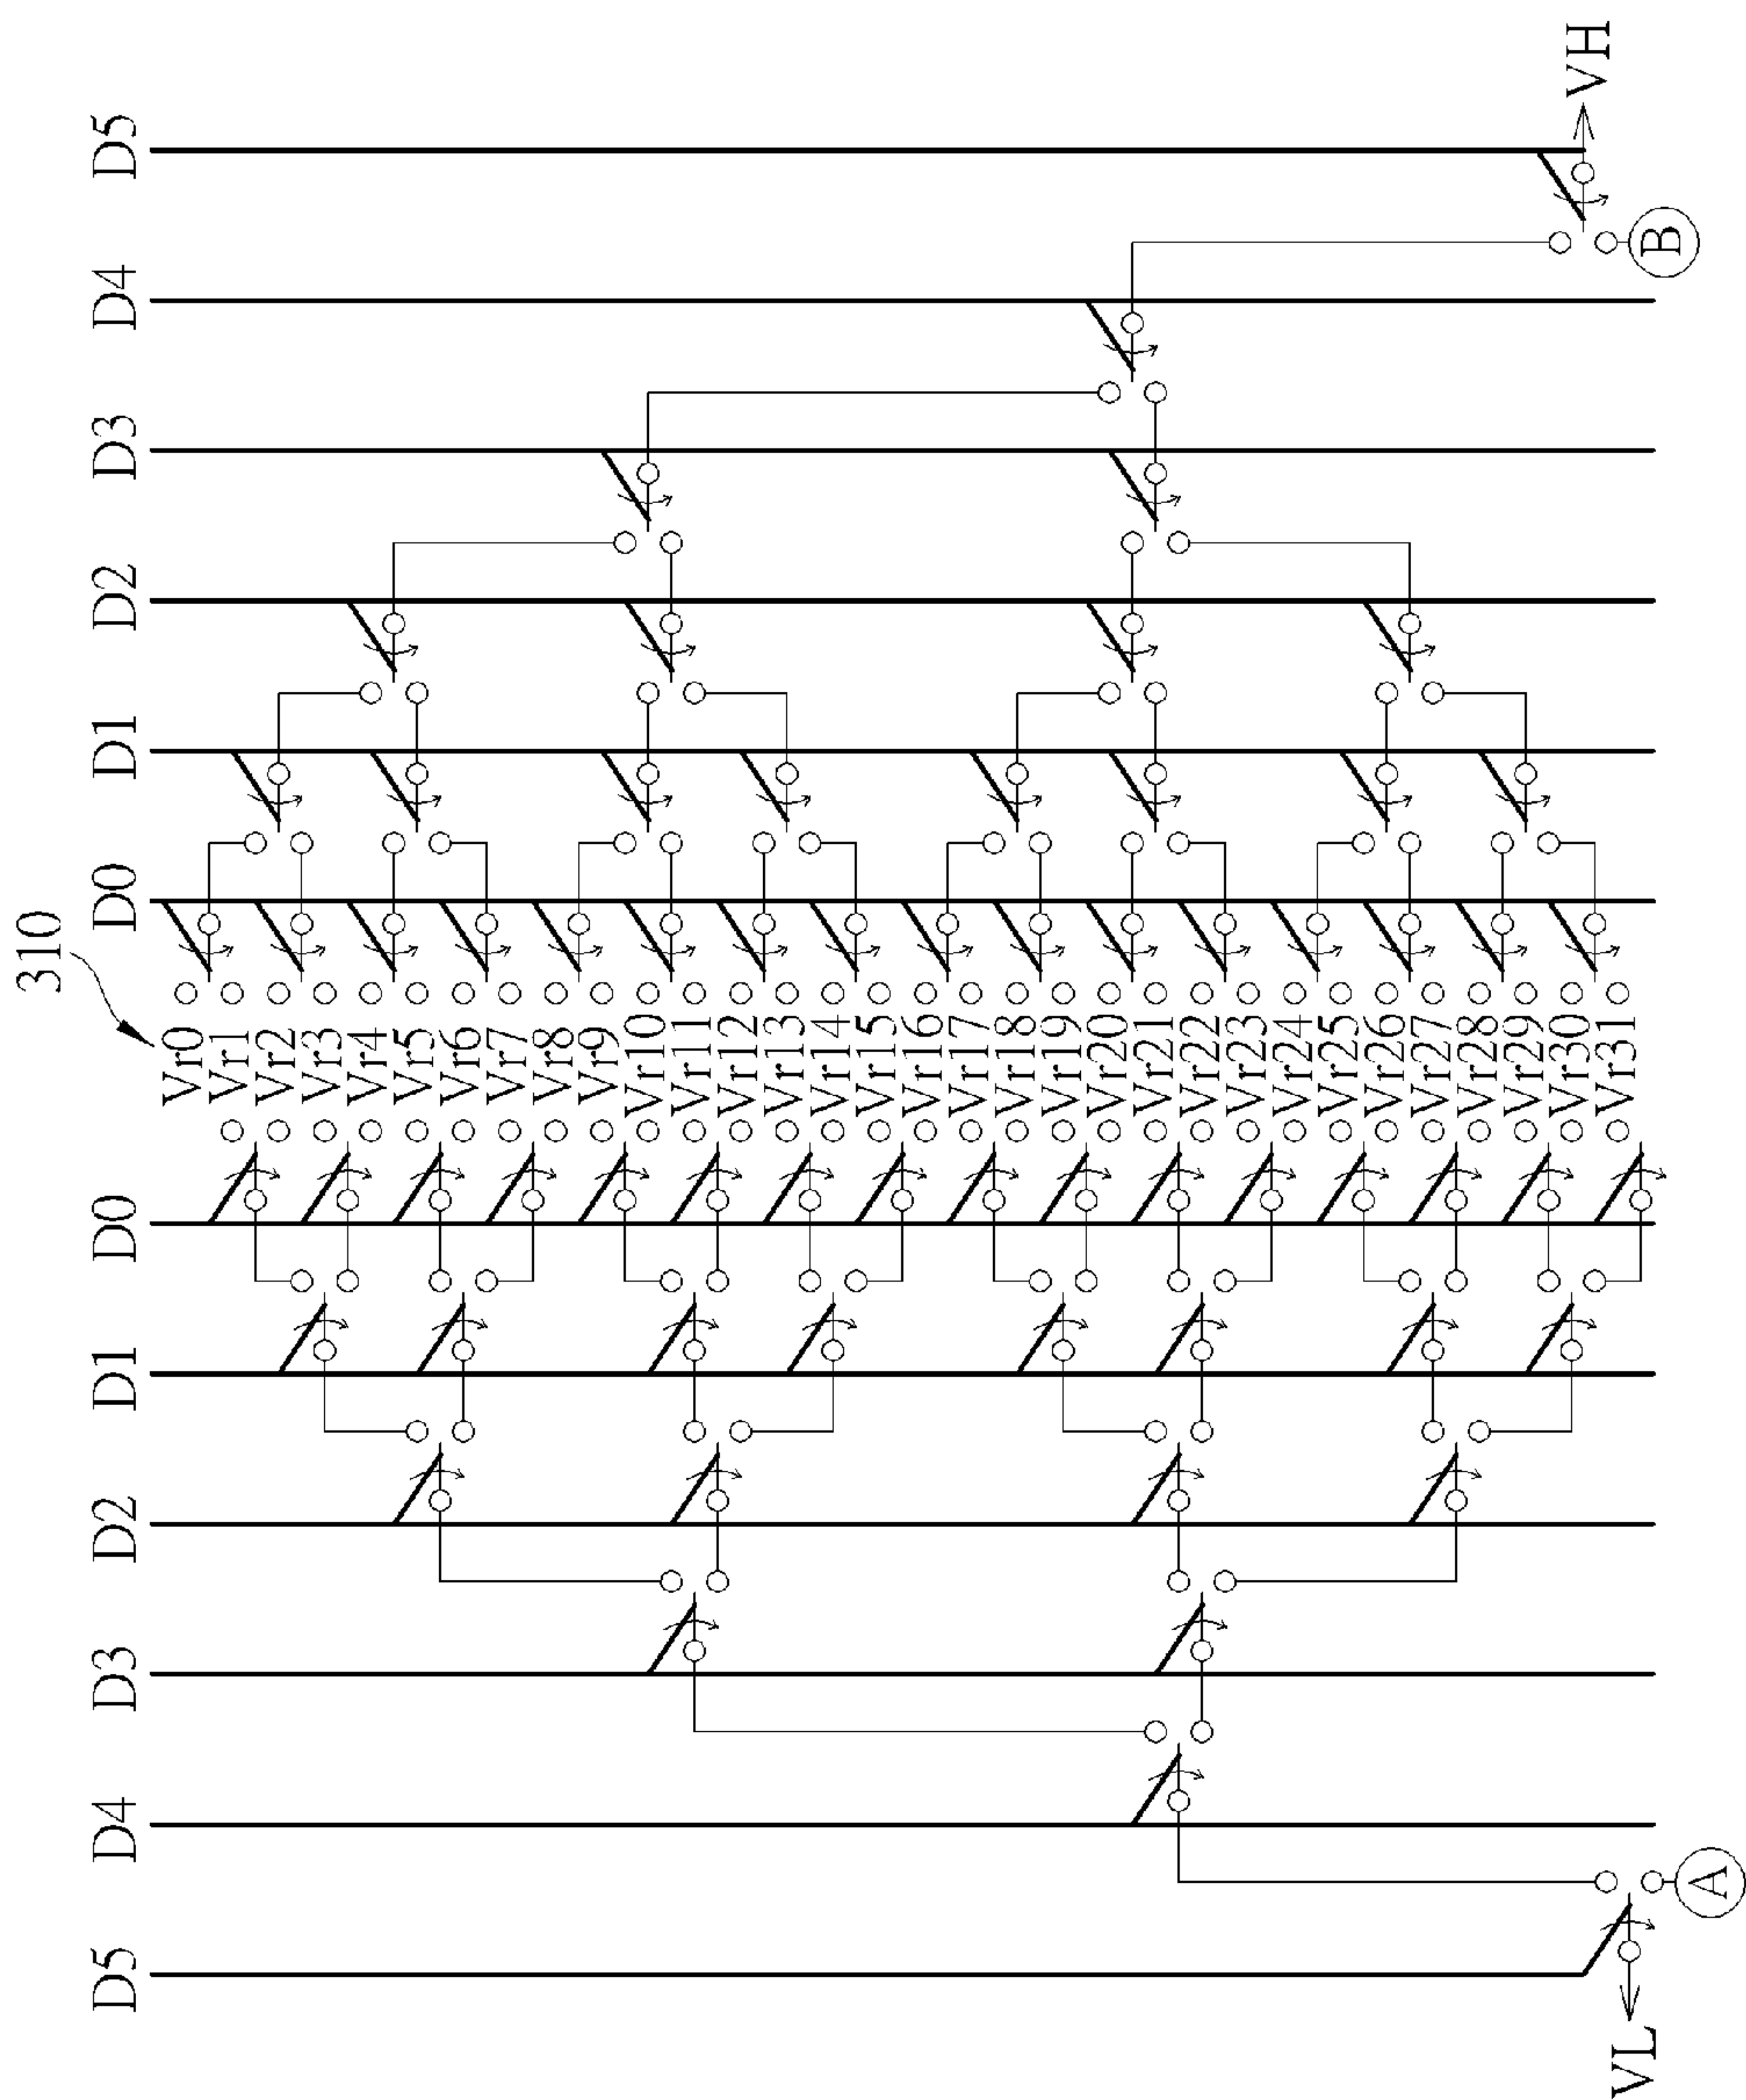 310
D5
D4
D3
D2
D1
D0
D0
D1
D2
D3
D4
D5
Vr0
Vr1
Vr2
Vr3
Vr4
Vr5
Vr6
Vr7
Vr8
Vr9
Vr10
Vr11
Vr12
Vr13
Vr14
Vr15
Vr16
Vr17
Vr18
Vr19
Vr20
Vr21
Vr22
Vr23
Vr24
Vr25
Vr26
Vr27
Vr28
Vr29
Vr30
Vr31
VL
VH
A
B